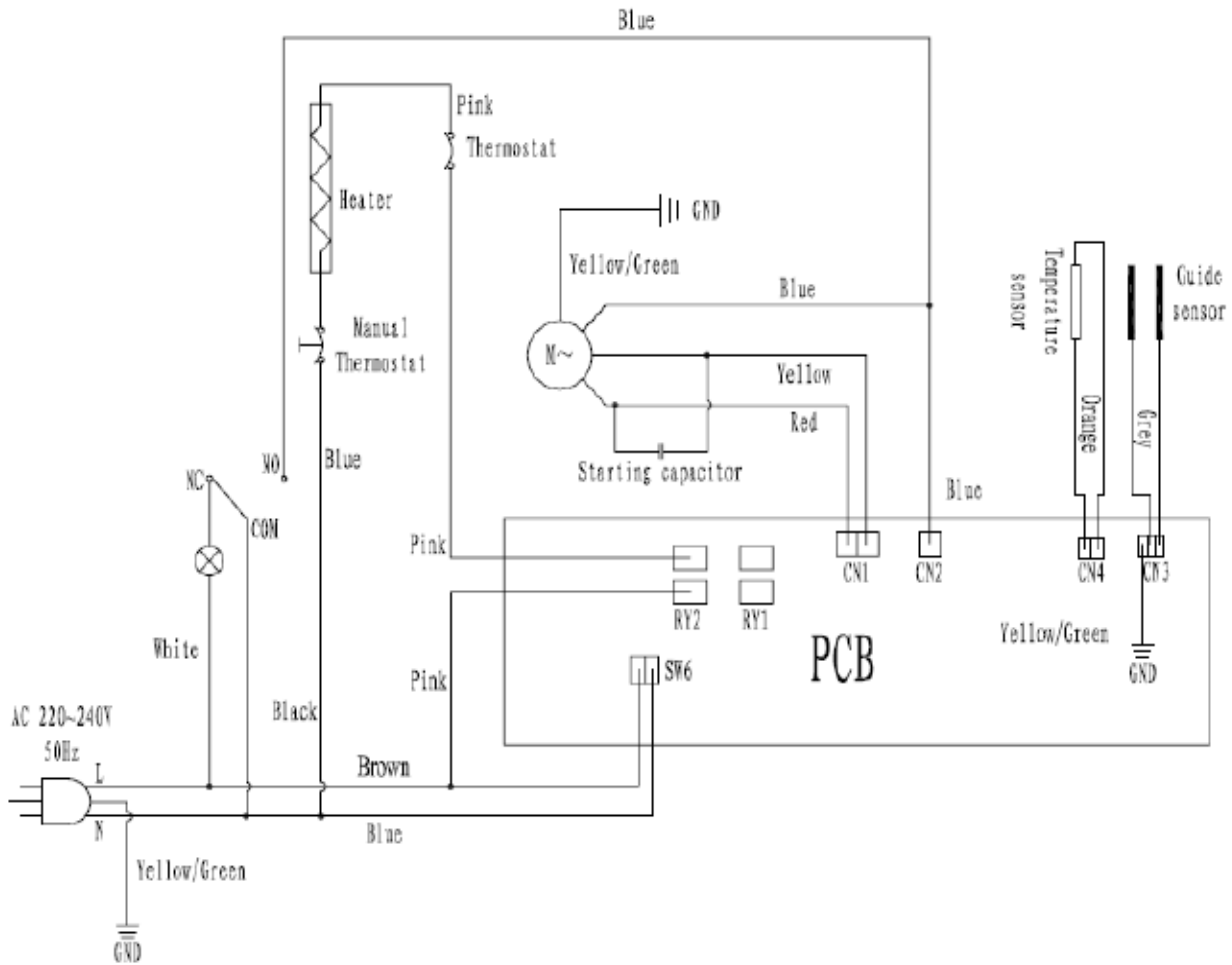 Blue
Pink
Thermostat
Heater
GND
Yellow/Green
Blue
Temperature
sensor
Guide
sensor
Manual
Thermostat
M~
Yellow
Red
Orange
Grey
Starting capacitor
NO
NC
Blue
COM
Blue
Pink
CN1
CN2
CN4
CN3
RY2
RY1
Yellow/Green
White
Pink
SW6
PCB
GND
Black
AC 220~240V
50Hz
L
Brown
N
Blue
Yellow/Green
GND